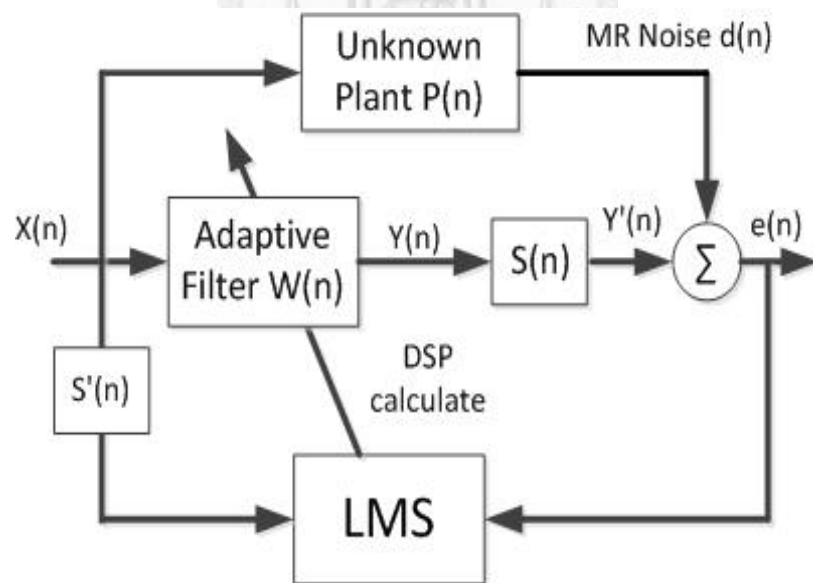 Unknown
Plant P(n)
MR Noise d(n)
X(n)
Adaptive
Filter W(n)
Y(n)
S(n)
Y'(n)
Σ
e(n)
S'(n)
DSP
calculate
LMS